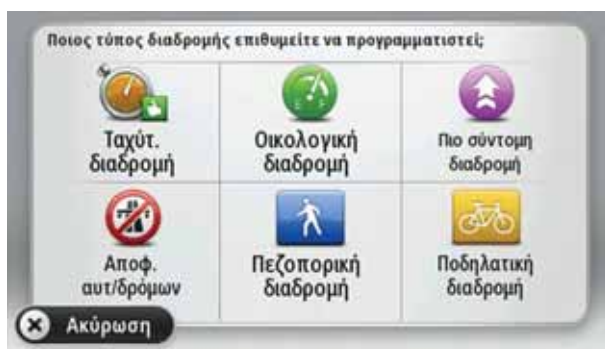 Ποιος τύπος διαδρομής επιθυμείτε να προγραμματιστεί;
Ταχύτ.
διαδρομή
Οικολογική
διαδρομή
Πιο σύντομη
διαδρομή
Αποφ.
αυτ/δρόμων
Πεζοπορική
διαδρομή
Ποδηλατική
διαδρομή
Ακύρωση